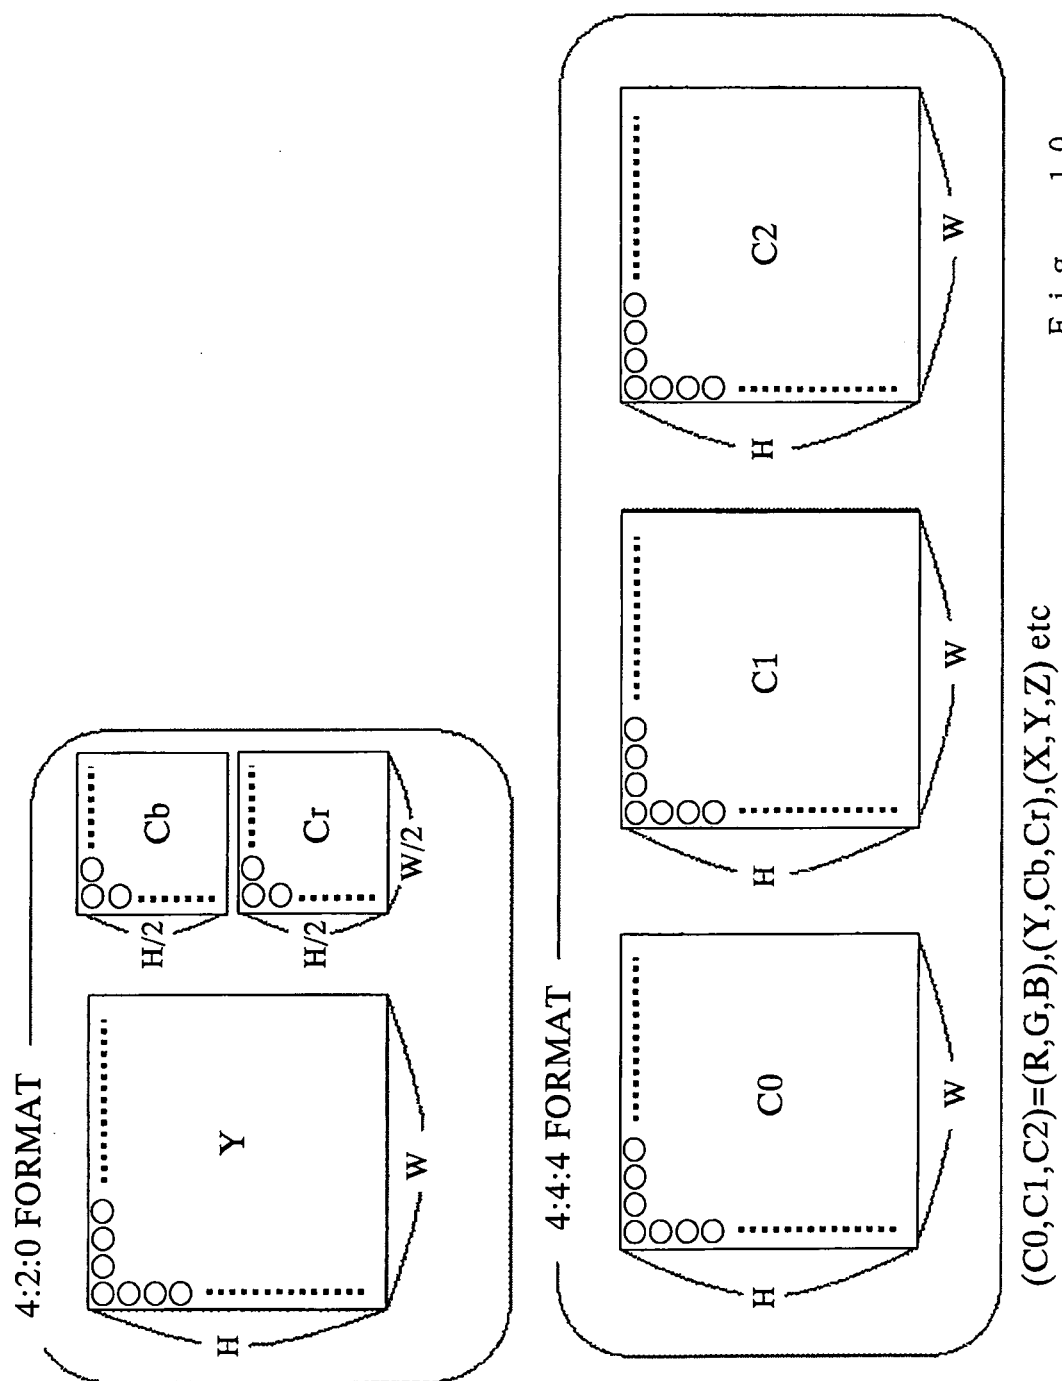 4:2:0 FORMAT
Y
H
W
Cb
H/2
Cr
H/2
W/2
4:4:4 FORMAT
C0
H
W
C1
H
W
C2
H
W
(C0,C1,C2)=(R,G,B),(Y,Cb,Cr),(X,Y,Z) etc